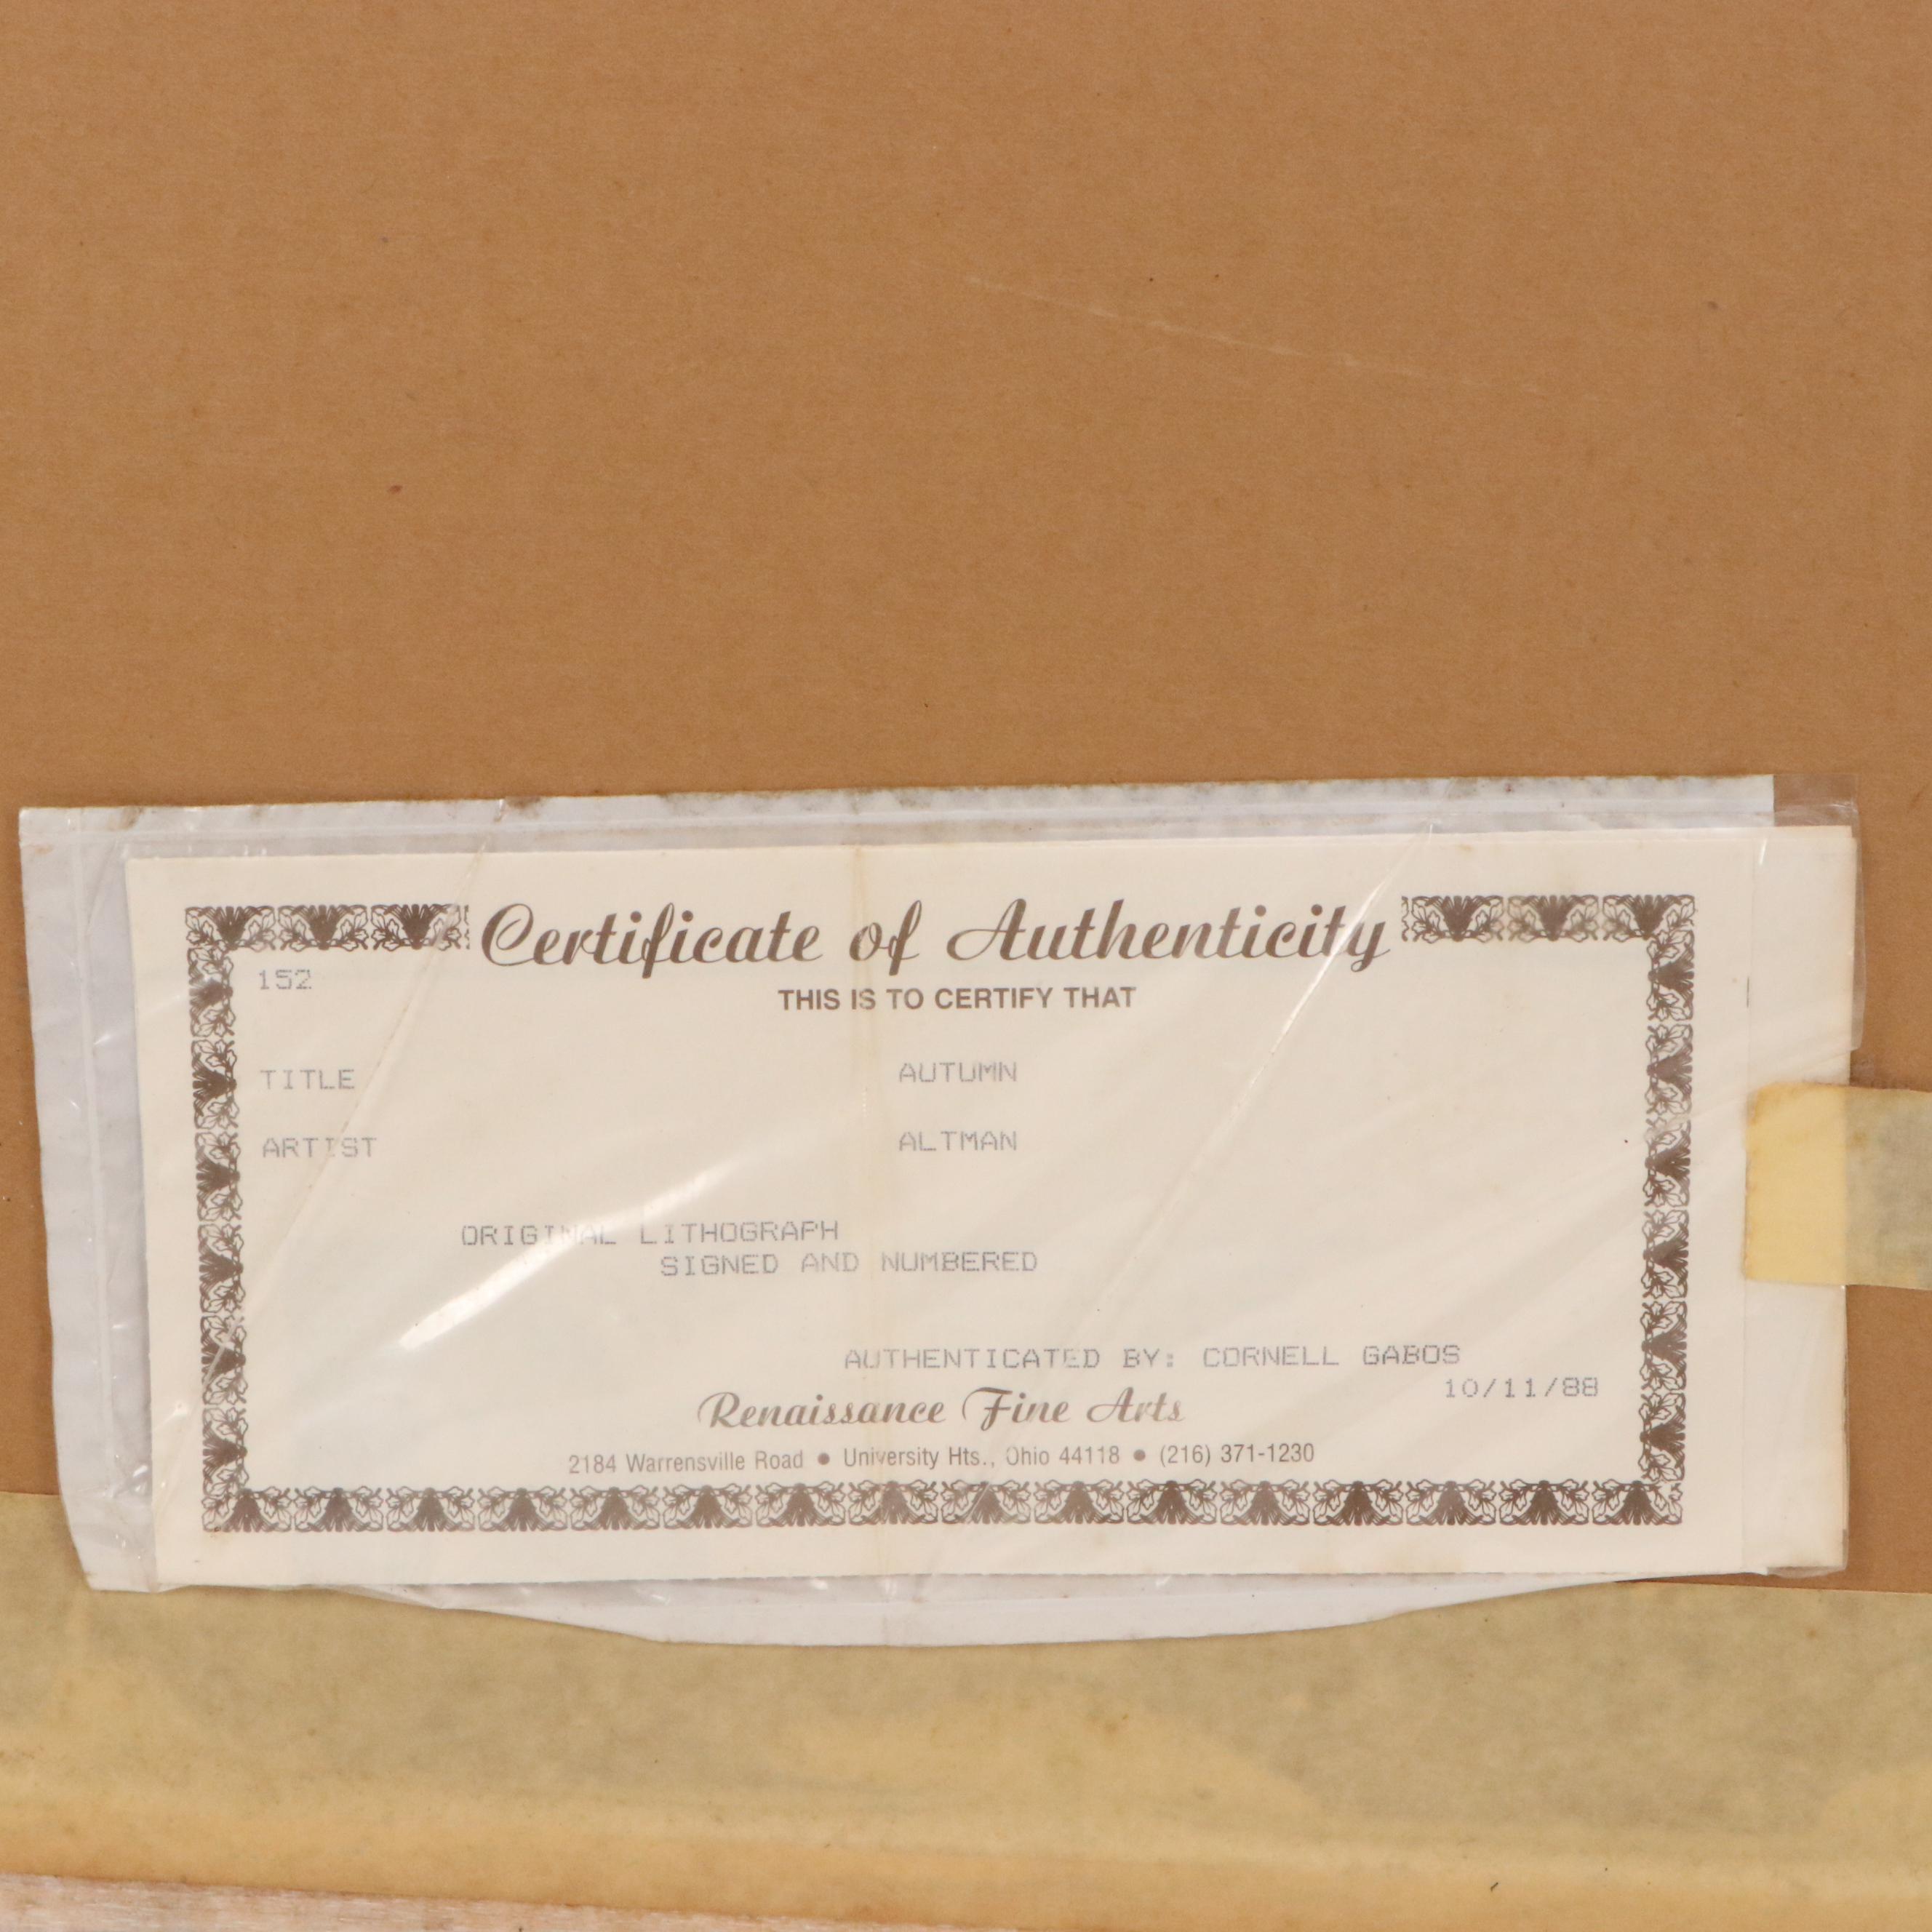 Certificate of Authenticity
152
THIS IS TO CERTIFY THAT
TITLE AUTUMN
ARTIST ALTMAN
ORIGINAL LITHOGRAPH
SIGNED AND NUMBERED
AUTHENTICATED BY: CORNELL GABOS
10/11/88
Renaissance Fine Arts
2184 Warrensville Road • University Hts., Ohio 44118 • (216) 371-1230